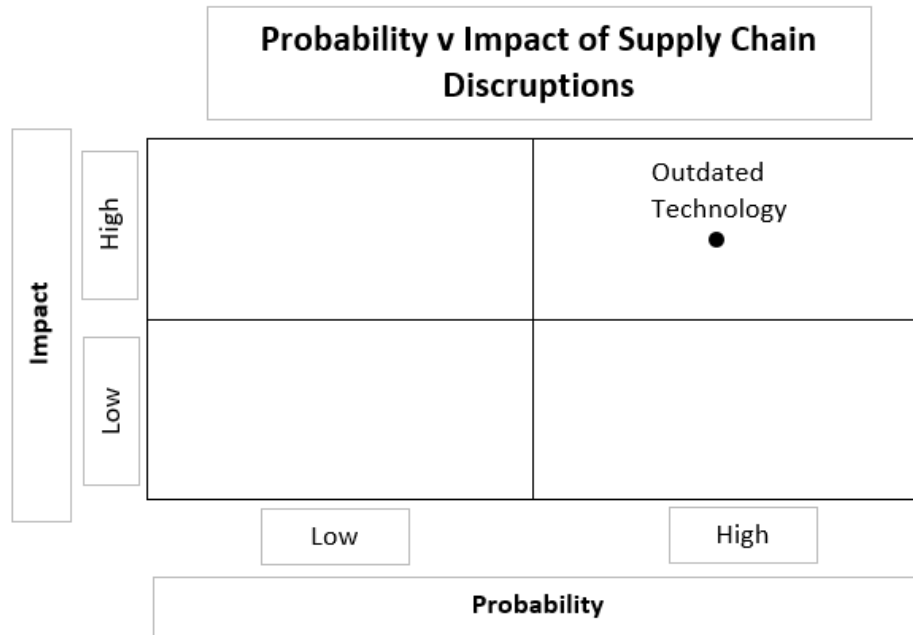 Probability v Impact of Supply Chain
Discruptions
Impact
High
Outdated
Technology
Low
Low
High
Probability